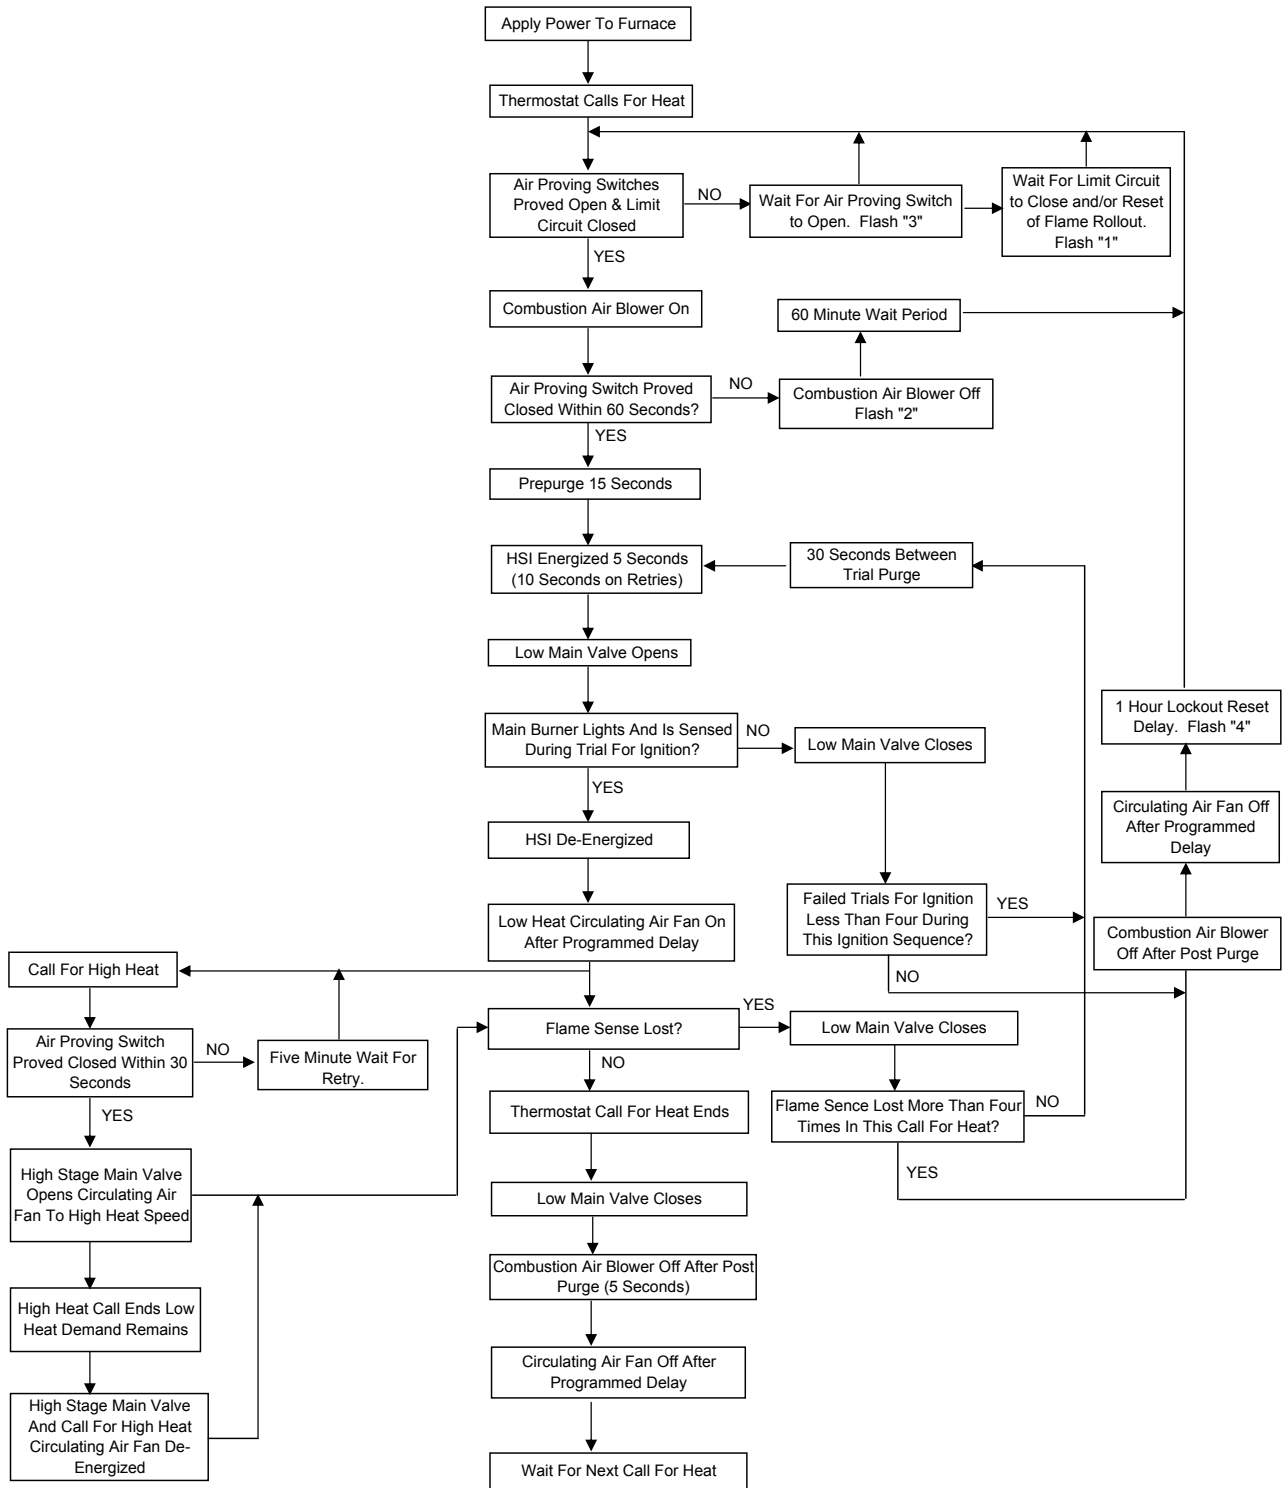 Apply Power To Furnace
Thermostat Calls For Heat
Air Proving Switches
Proved Open & Limit
Circuit Closed
NO
Wait For Air Proving Switch
to Open. Flash "3"
Wait For Limit Circuit
to Close and/or Reset
of Flame Rollout.
Flash "1"
YES
Combustion Air Blower On
60 Minute Wait Period
Air Proving Switch Proved
Closed Within 60 Seconds?
NO
Combustion Air Blower Off
Flash "2"
YES
Prepurge 15 Seconds
HSI Energized 5 Seconds
(10 Seconds on Retries)
30 Seconds Between
Trial Purge
Low Main Valve Opens
Main Burner Lights And Is Sensed
During Trial For Ignition?
NO
Low Main Valve Closes
1 Hour Lockout Reset
Delay. Flash "4"
YES
HSI De-Energized
Circulating Air Fan Off
After Programmed
Delay
Low Heat Circulating Air Fan On
After Programmed Delay
Failed Trials For Ignition
Less Than Four During
This Ignition Sequence?
YES
NO
Combustion Air Blower
Off After Post Purge
Call For High Heat
Air Proving Switch
Proved Closed Within 30
Seconds
NO
Five Minute Wait For
Retry.
YES
Flame Sense Lost?
YES
Low Main Valve Closes
NO
Flame Sence Lost More Than Four
Times In This Call For Heat?
NO
YES
Thermostat Call For Heat Ends
High Stage Main Valve
Opens Circulating Air
Fan To High Heat Speed
Low Main Valve Closes
Combustion Air Blower Off After Post
Purge (5 Seconds)
High Heat Call Ends Low
Heat Demand Remains
Circulating Air Fan Off After
Programmed Delay
High Stage Main Valve
And Call For High Heat
Circulating Air Fan De-
Energized
Wait For Next Call For Heat